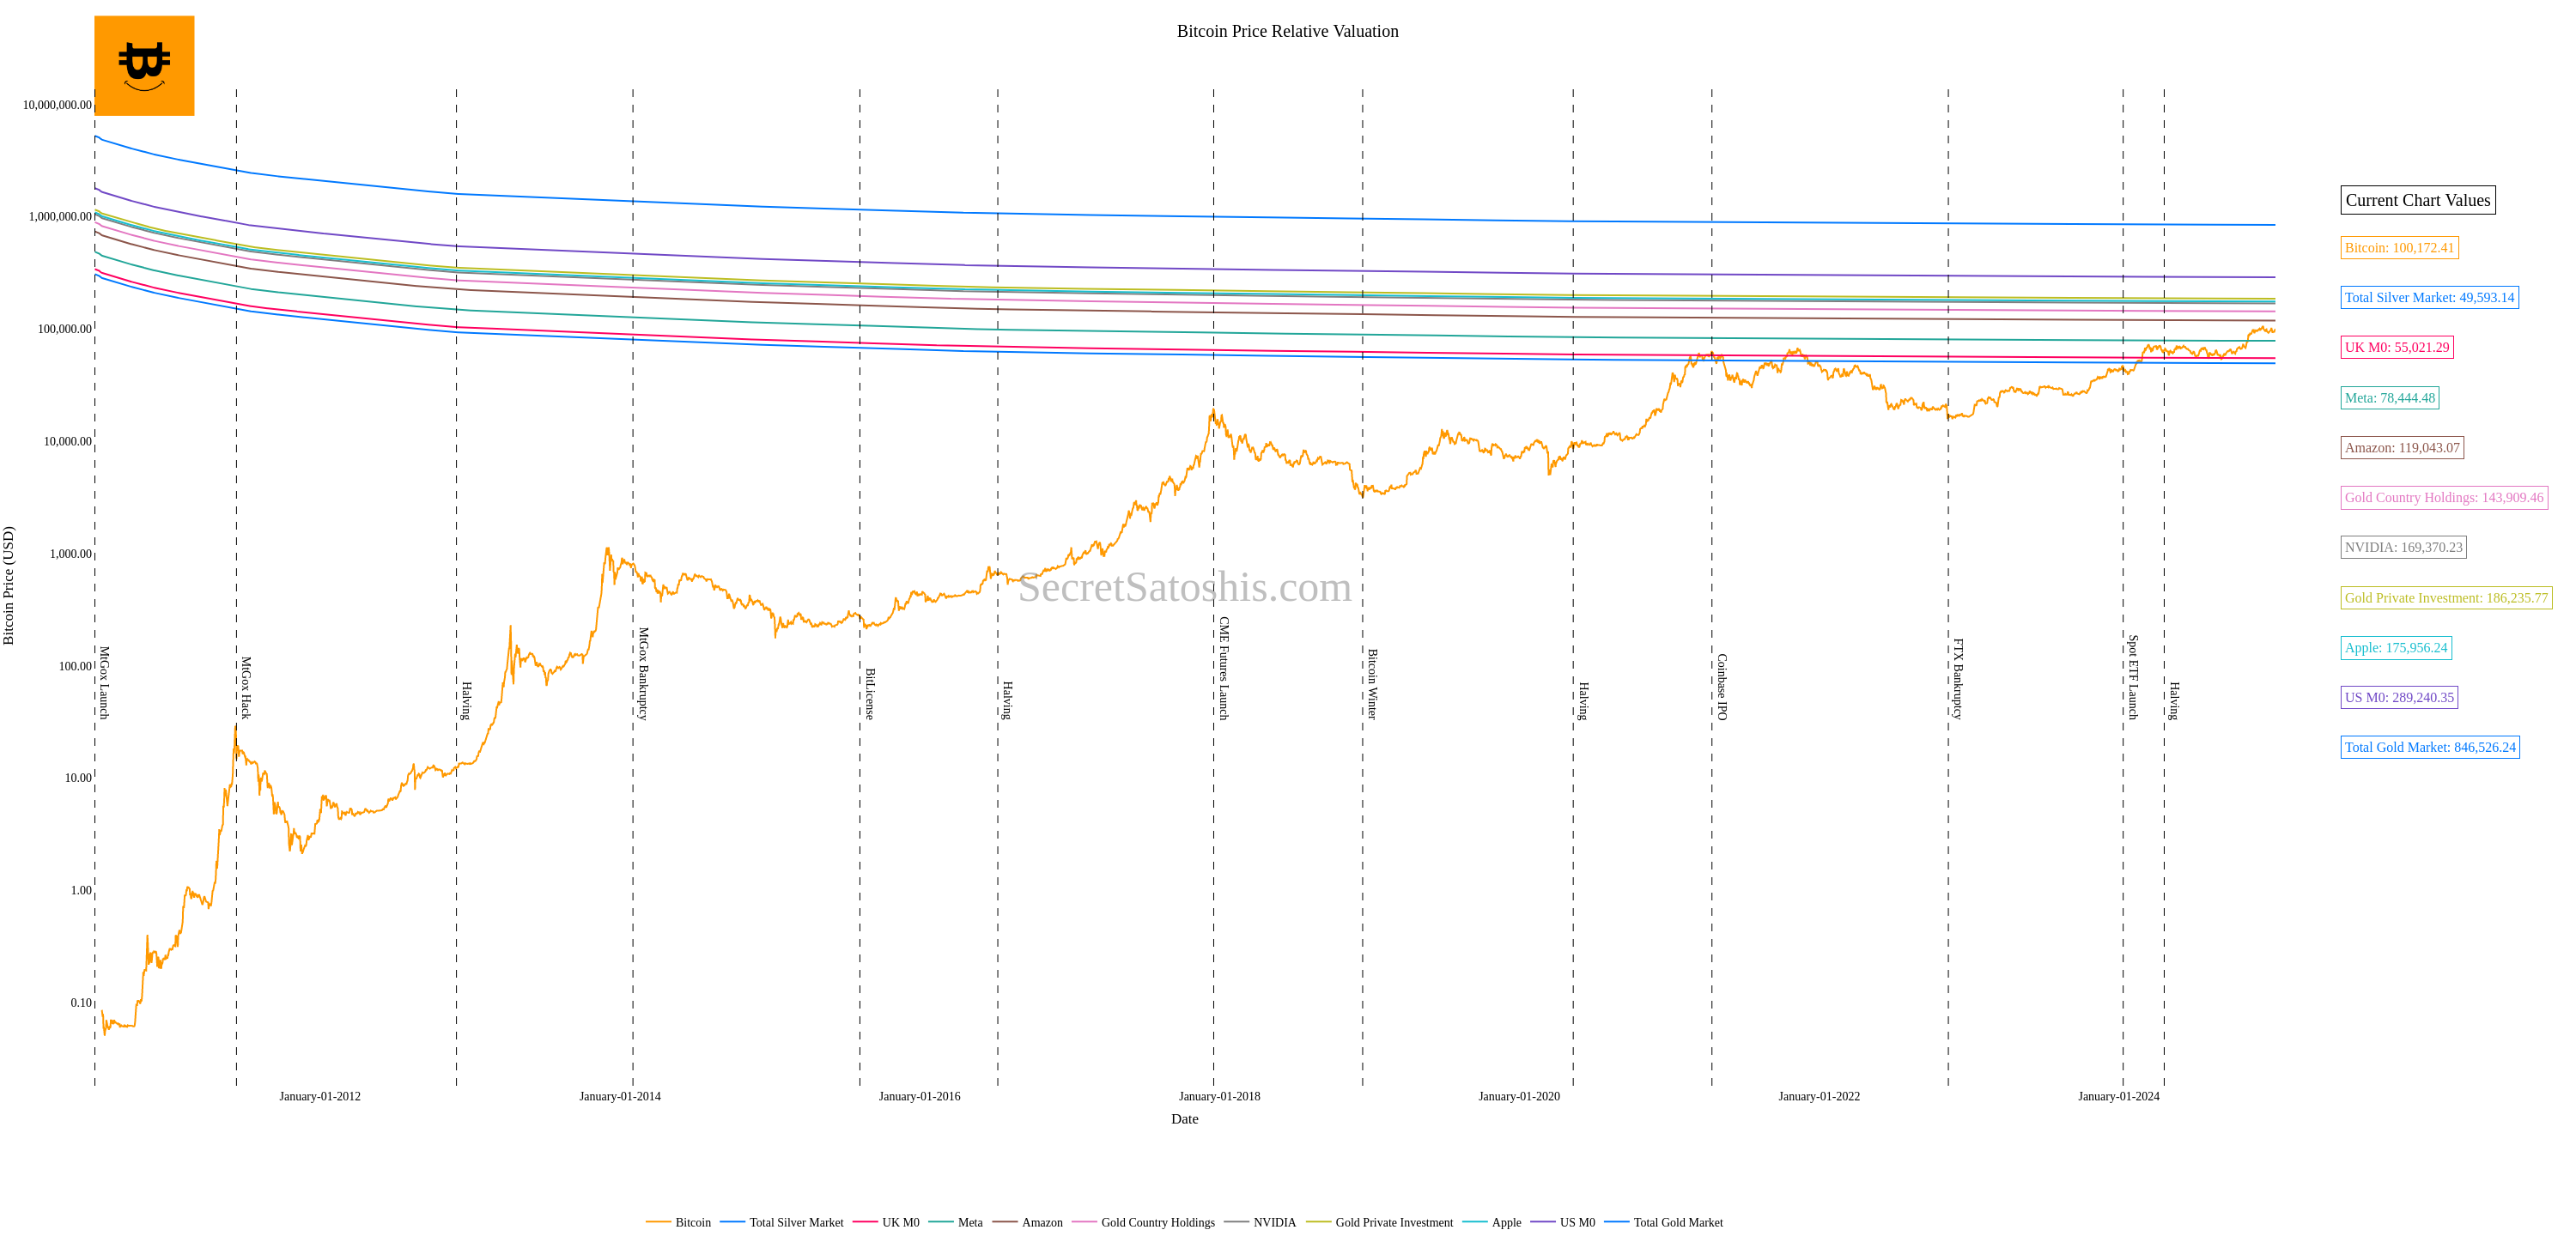 Bitcoin Price Relative Valuation
10,000,000.00
1,000,000.00
100,000.00
10,000.00
1,000.00
100.00
10.00
1.00
0.10
Bitcoin Price (USD)
MtGox Launch
MtGox Hack
Halving
MtGox Bankruptcy
BitLicense
Halving
CME Futures Launch
Bitcoin Winter
Halving
Coinbase IPO
FTX Bankruptcy
Spot ETF Launch
Halving
SecretSatoshis.com
January-01-2012
January-01-2014
January-01-2016
January-01-2018
January-01-2020
January-01-2022
January-01-2024
Date
Current Chart Values
Bitcoin: 100,172.41
Total Silver Market: 49,593.14
UK M0: 55,021.29
Meta: 78,444.48
Amazon: 119,043.07
Gold Country Holdings: 143,909.46
NVIDIA: 169,370.23
Gold Private Investment: 186,235.77
Apple: 175,956.24
US M0: 289,240.35
Total Gold Market: 846,526.24
Bitcoin
Total Silver Market
UK M0
Meta
Amazon
Gold Country Holdings
NVIDIA
Gold Private Investment
Apple
US M0
Total Gold Market